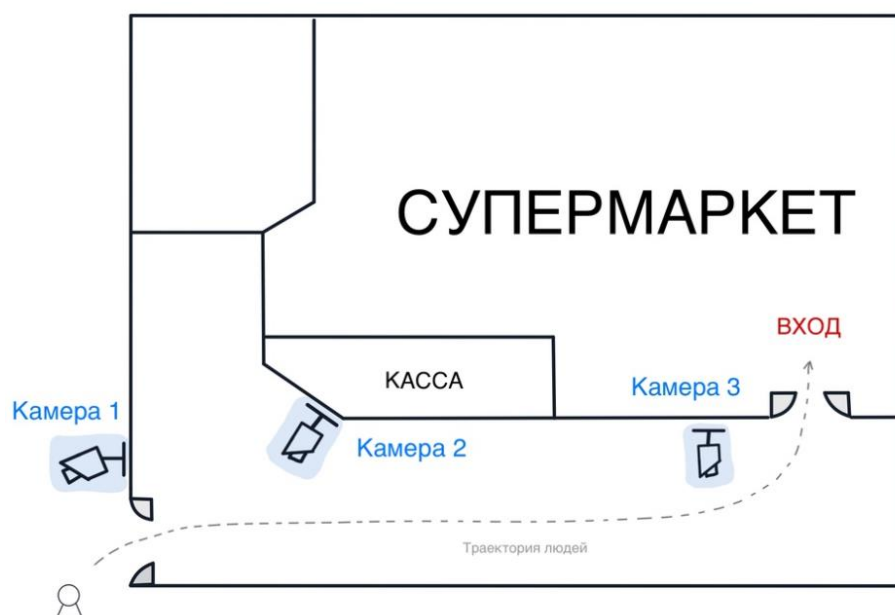 СУПЕРМАРКЕТ
ВХОД
КАССА
Камера 3
Камера 1
Камера 2
Траектория людей